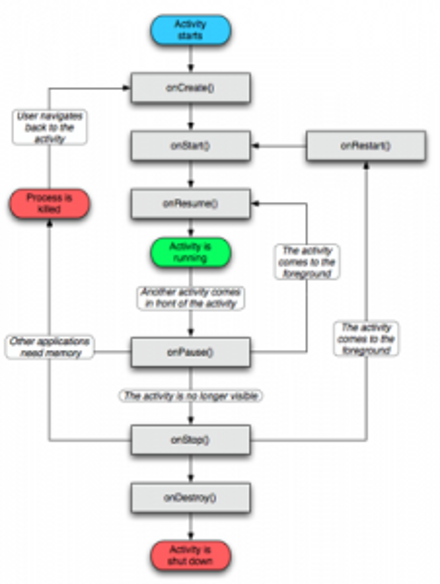 Activity
starts
onCreate()
User navigates
back to the
activity
onStart()
onRestart()
Process is
killed
onResume()
Activity is
running
The activity
comes to the
foreground
Another activity comes
in front of the activity
The activity
comes to the
foreground
Other applications
need memory
onPause()
The activity is no longer visible
onStop()
onDestroy()
Activity is
shut down